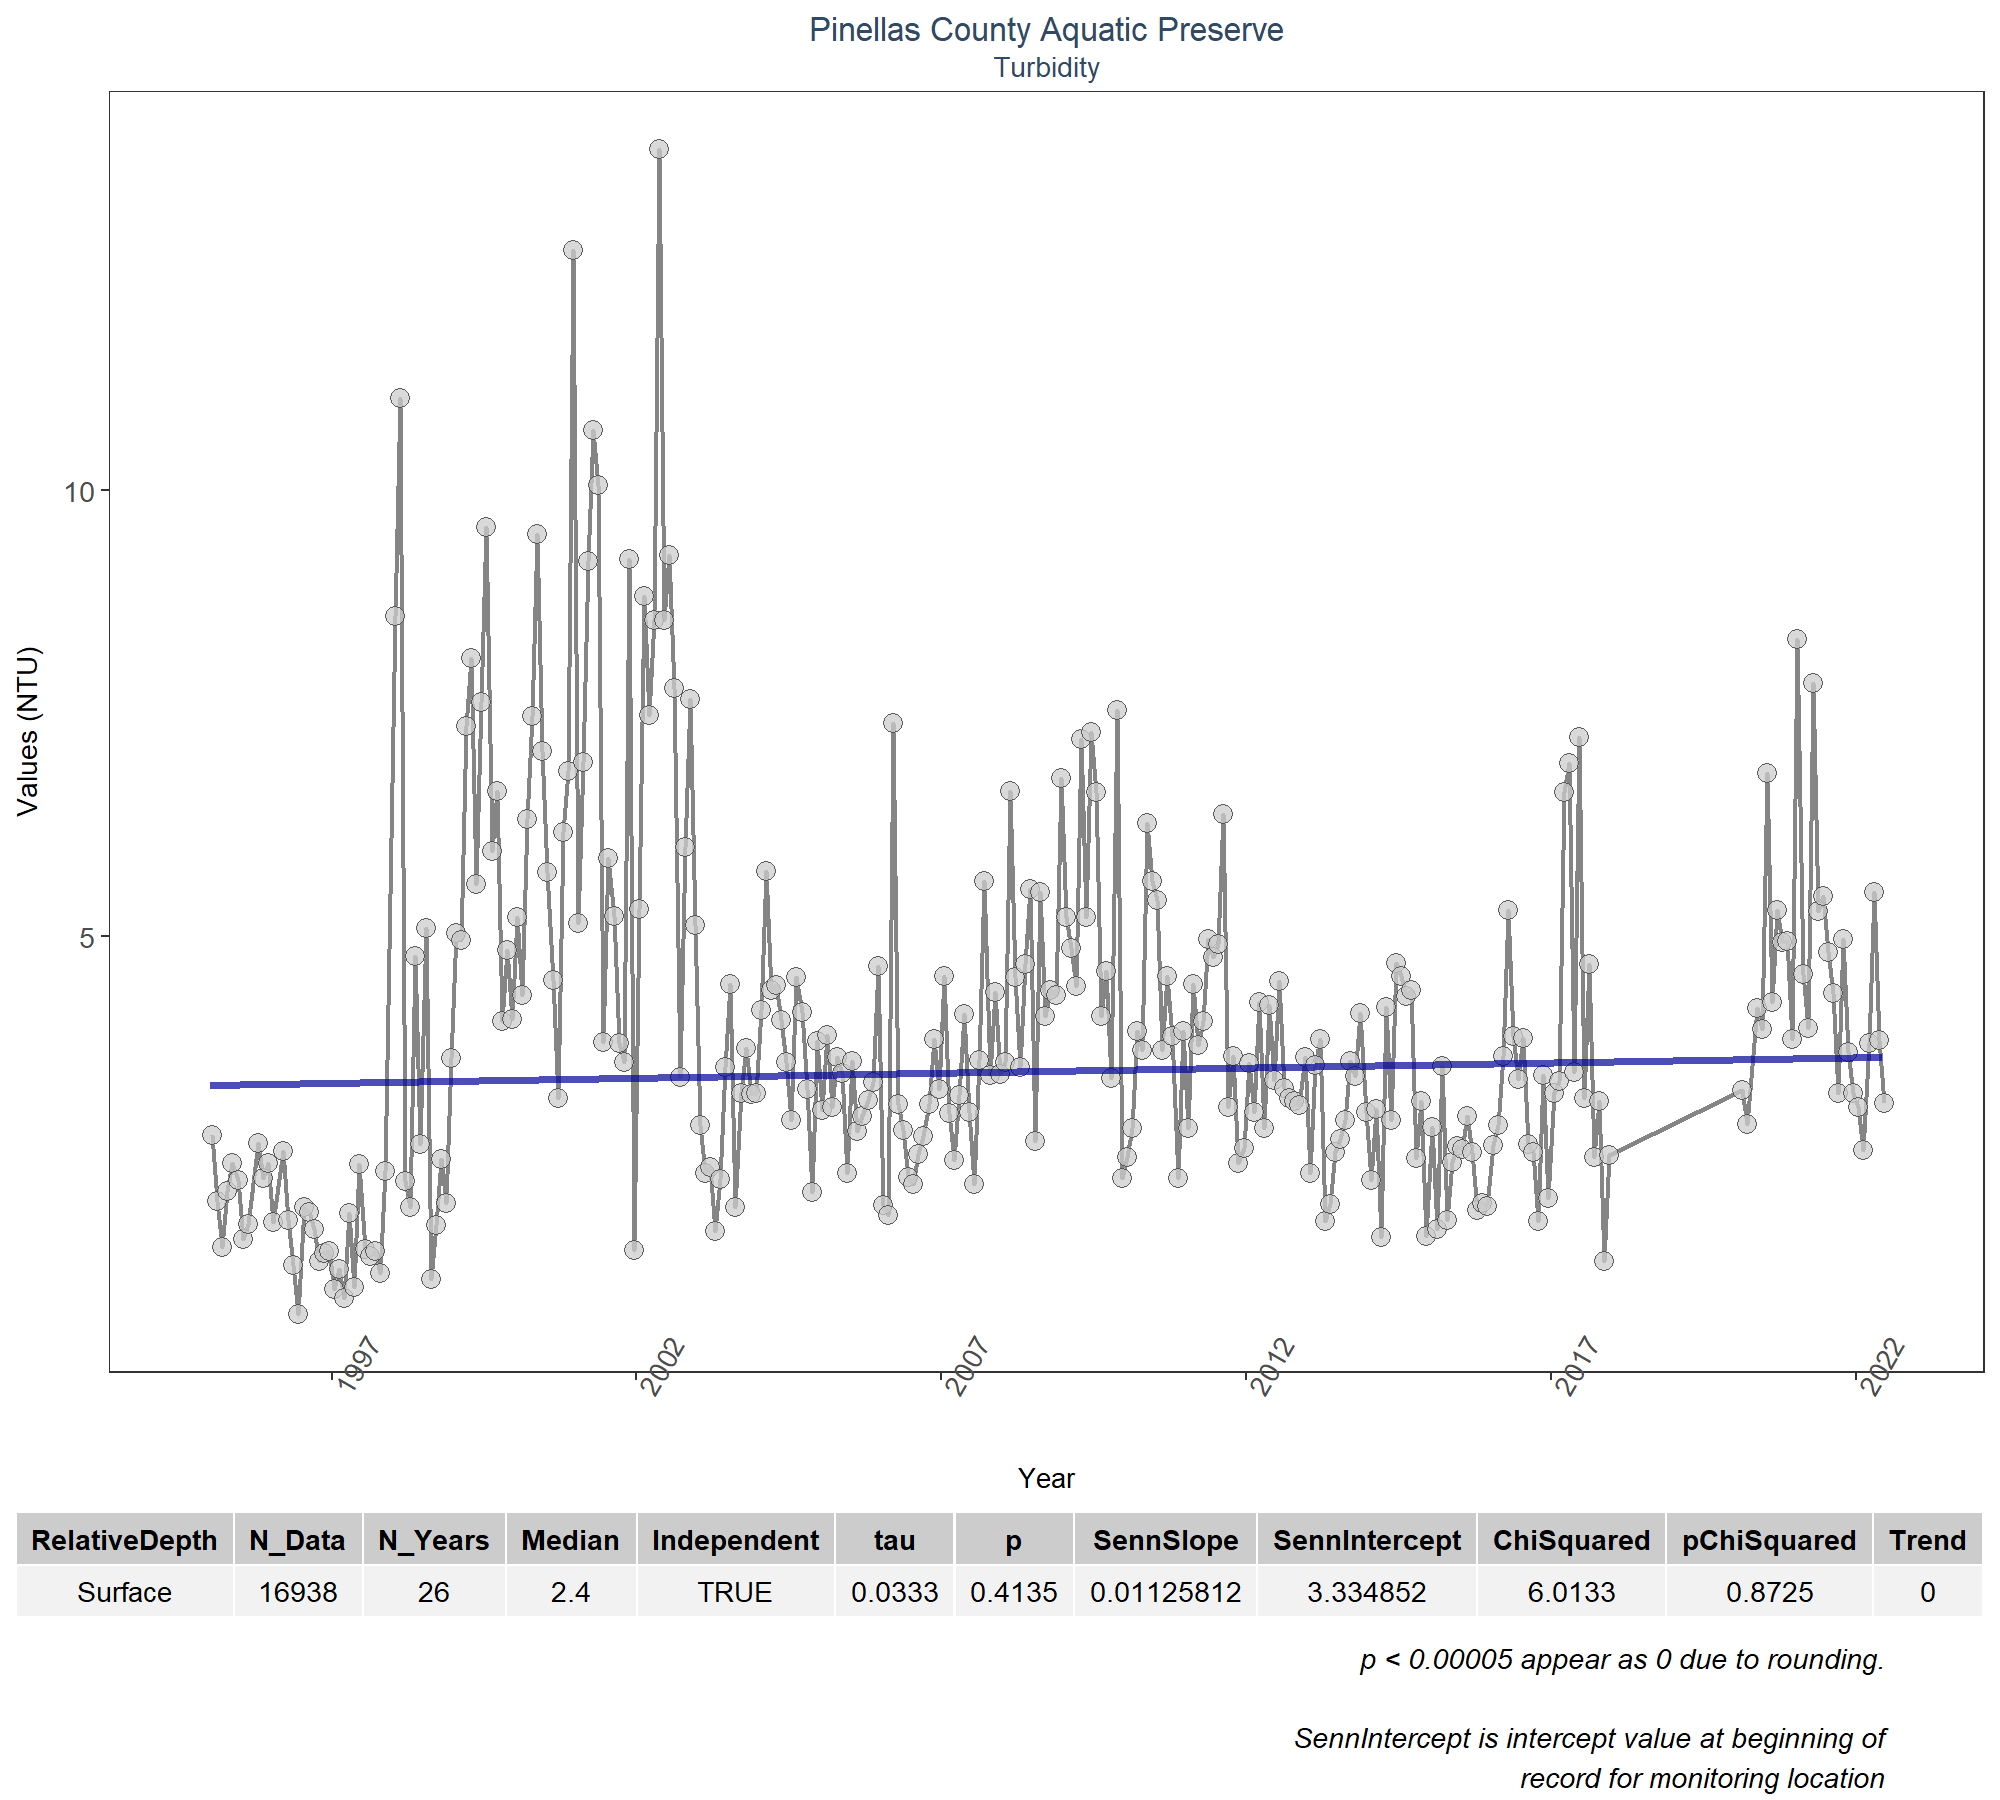 Pinellas County Aquatic Preserve
Turbidity
Values (NTU)
10
5
1997 2002 2007 2012 2017 2022
Year
RelativeDepth N_Data N_Years Median Independent tau p SennSlope SennIntercept ChiSquared pChiSquared Trend
Surface 16938 26 2.4 TRUE 0.0333 0.4135 0.01125812 3.334852 6.0133 0.8725 0
p < 0.00005 appear as 0 due to rounding.
SennIntercept is intercept value at beginning of
record for monitoring location